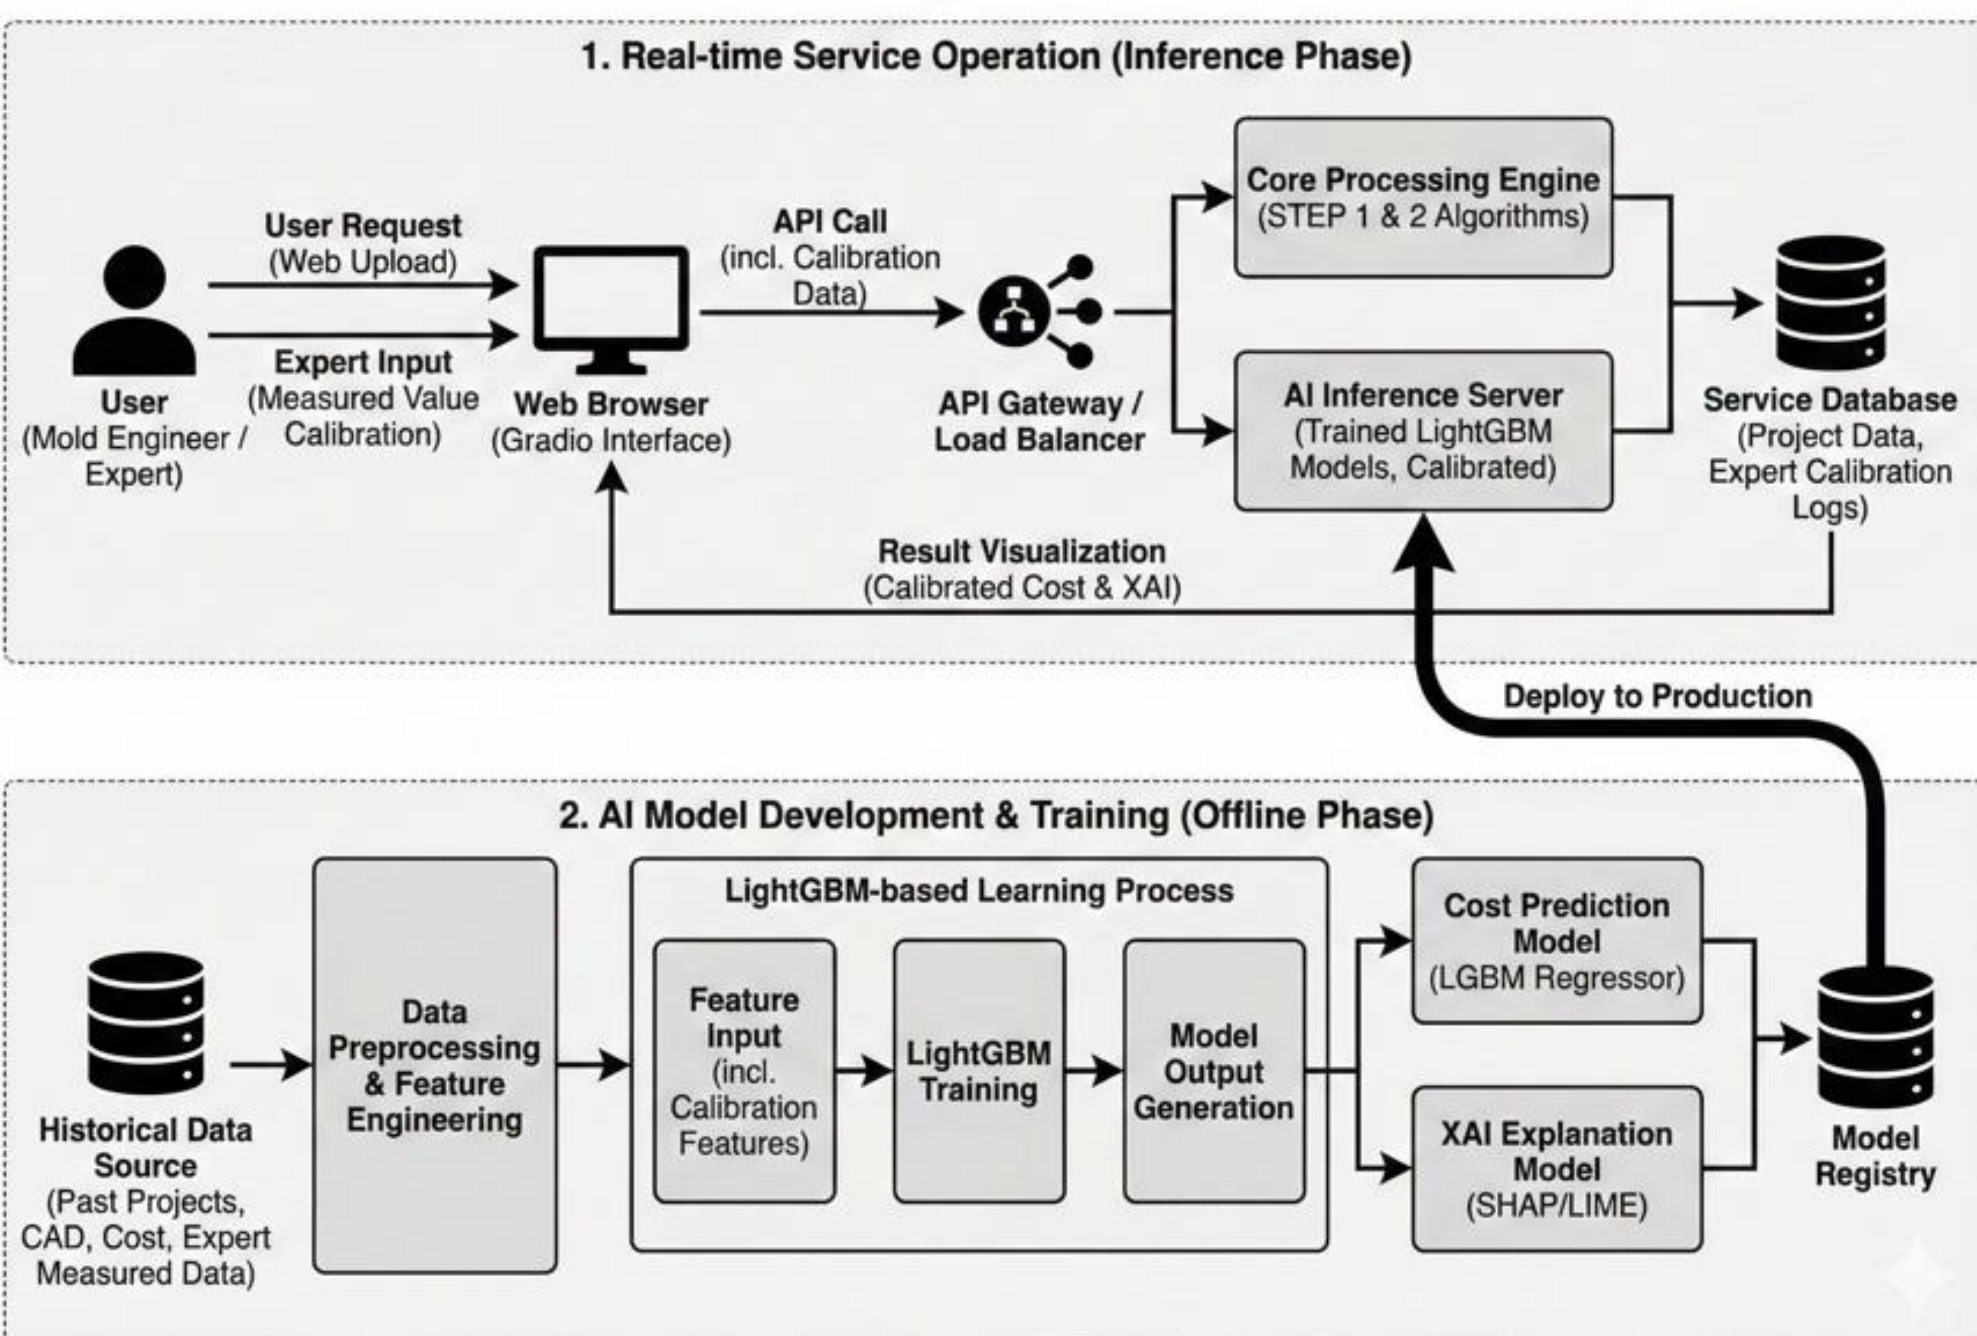 1. Real-time Service Operation (Inference Phase)
User Request
(Web Upload)
Expert Input
(Measured Value
Calibration)
User
(Mold Engineer /
Expert)
Web Browser
(Gradio Interface)
API Call
(incl. Calibration
Data)
API Gateway /
Load Balancer
Core Processing Engine
(STEP 1 & 2 Algorithms)
AI Inference Server
(Trained LightGBM
Models, Calibrated)
Service Database
(Project Data,
Expert Calibration
Logs)
Result Visualization
(Calibrated Cost & XAI)
Deploy to Production
2. AI Model Development & Training (Offline Phase)
Historical Data
Source
(Past Projects,
CAD, Cost, Expert
Measured Data)
Data
Preprocessing
& Feature
Engineering
LightGBM-based Learning Process
Feature
Input
(incl.
Calibration
Features)
LightGBM
Training
Model
Output
Generation
Cost Prediction
Model
(LGBM Regressor)
XAI Explanation
Model
(SHAP/LIME)
Model
Registry